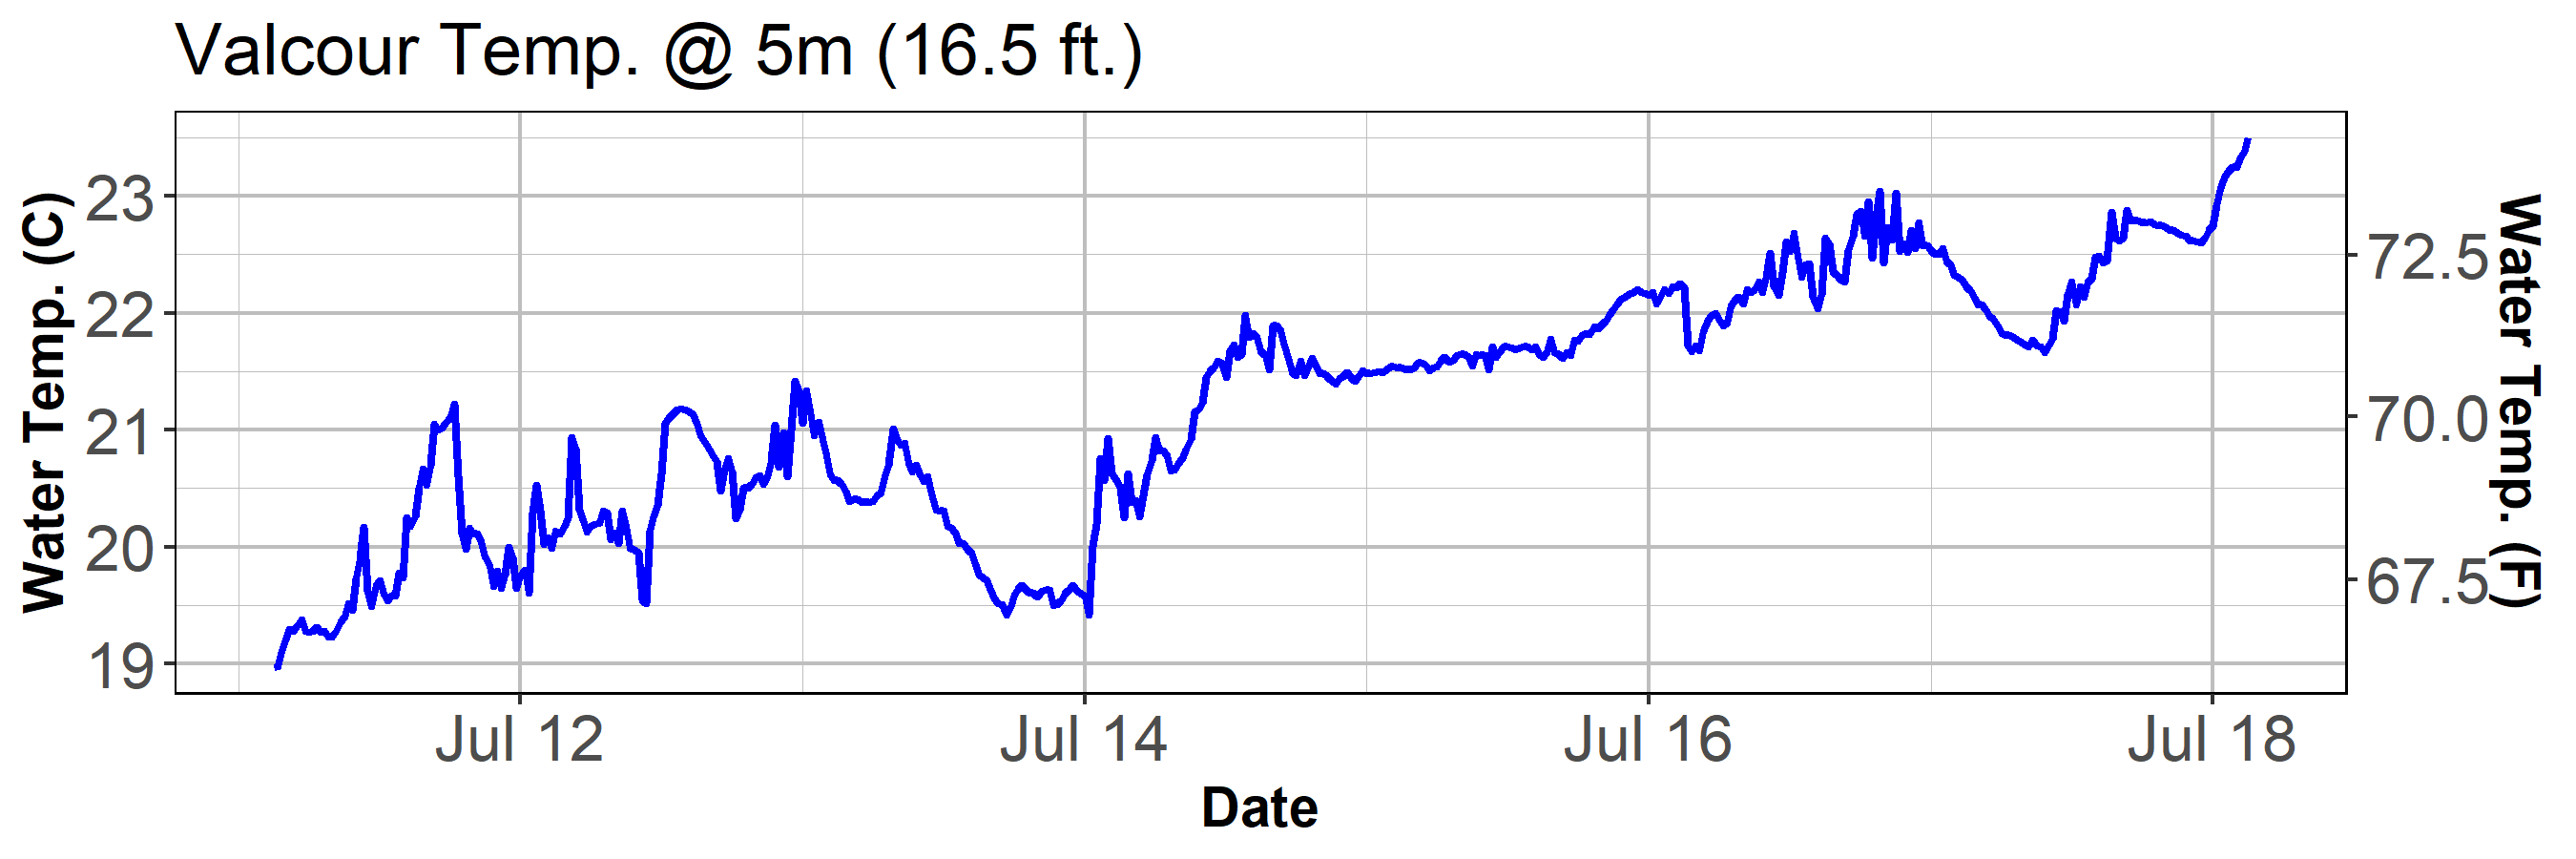 Valcour Temp. @ 5m (16.5 ft.)
Water Temp. (C)
23
22
21
20
19
72.5
70.0
67.5
Water Temp. (F)
Jul 12
Jul 14
Jul 16
Jul 18
Date